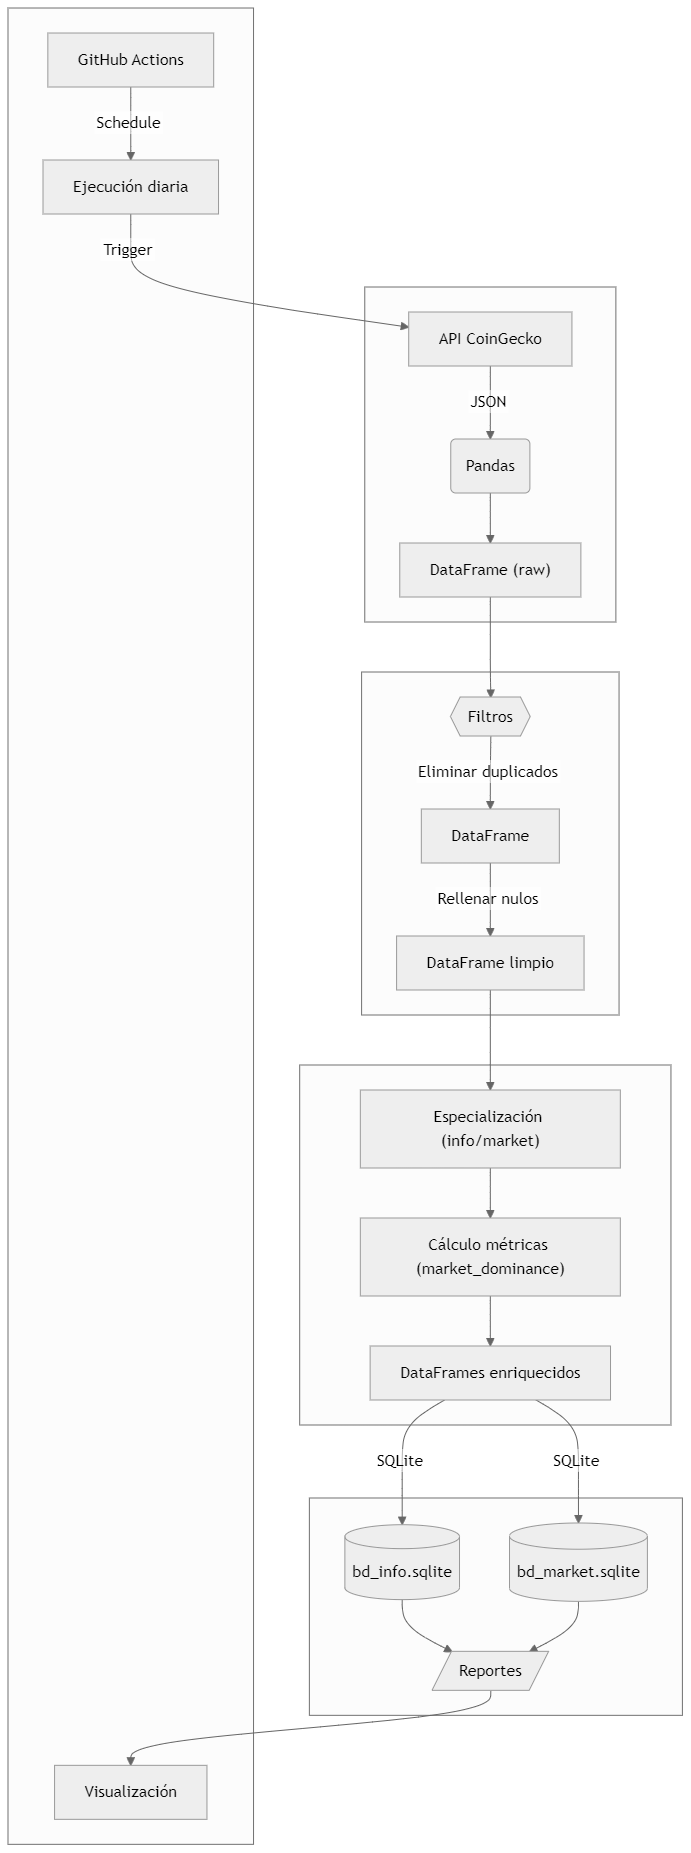 GitHub Actions
Schedule
Ejecución diaria
Trigger
API CoinGecko
JSON
Pandas
DataFrame (raw)
Filtros
Eliminar duplicados
DataFrame
Rellenar nulos
DataFrame limpio
Especialización
(info/market)
Cálculo métricas
(market_dominance)
DataFrames enriquecidos
SQLite
SQLite
bd_info.sqlite
bd_market.sqlite
Reportes
Visualización